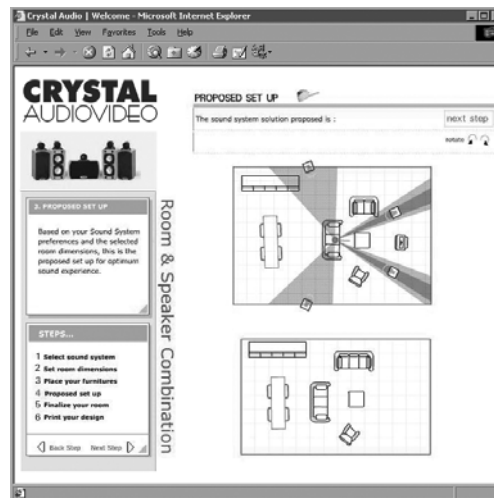 Crystal Audio | Welcome - Microsoft Internet Explorer
File Edit View Favorites Tools Help
CRYSTAL
AUDIOVIDEO
PROPOSED SET UP
The sound system solution proposed is :
next step
rotate
3. PROPOSED SET UP
Based on your Sound System
preferences and the selected
room dimensions, this is the
proposed set up for optimum
sound experience.
Room & Speaker Combination
STEPS...
1 Select sound system
2 Set room dimensions
3 Place your furnitures
4 Proposed set up
5 Finalize your room
6 Print your design
Back Step Next Step